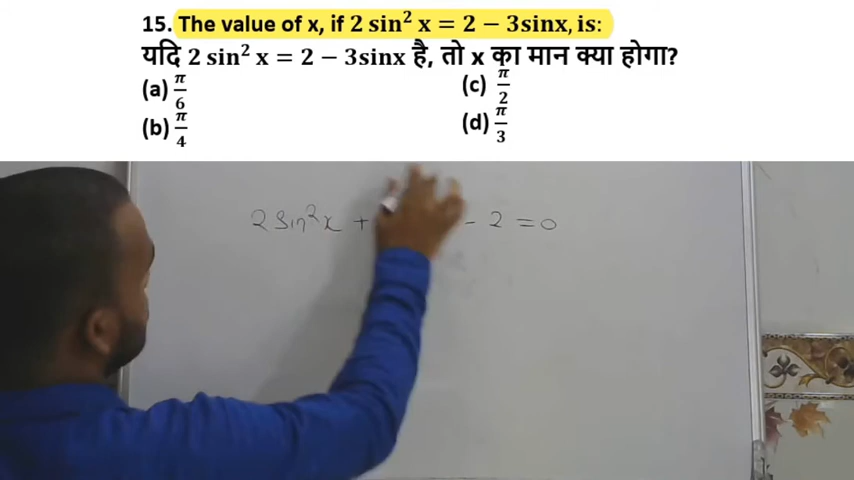 15. The value of x, if 2 sin² x = 2 − 3sinx, is:
यदि 2 sin² x = 2 − 3sinx है, तो x का मान क्या होगा?
(a) π/6
(c) π/2
(b) π/4
(d) π/3
2 Sin²x + - 2 = 0